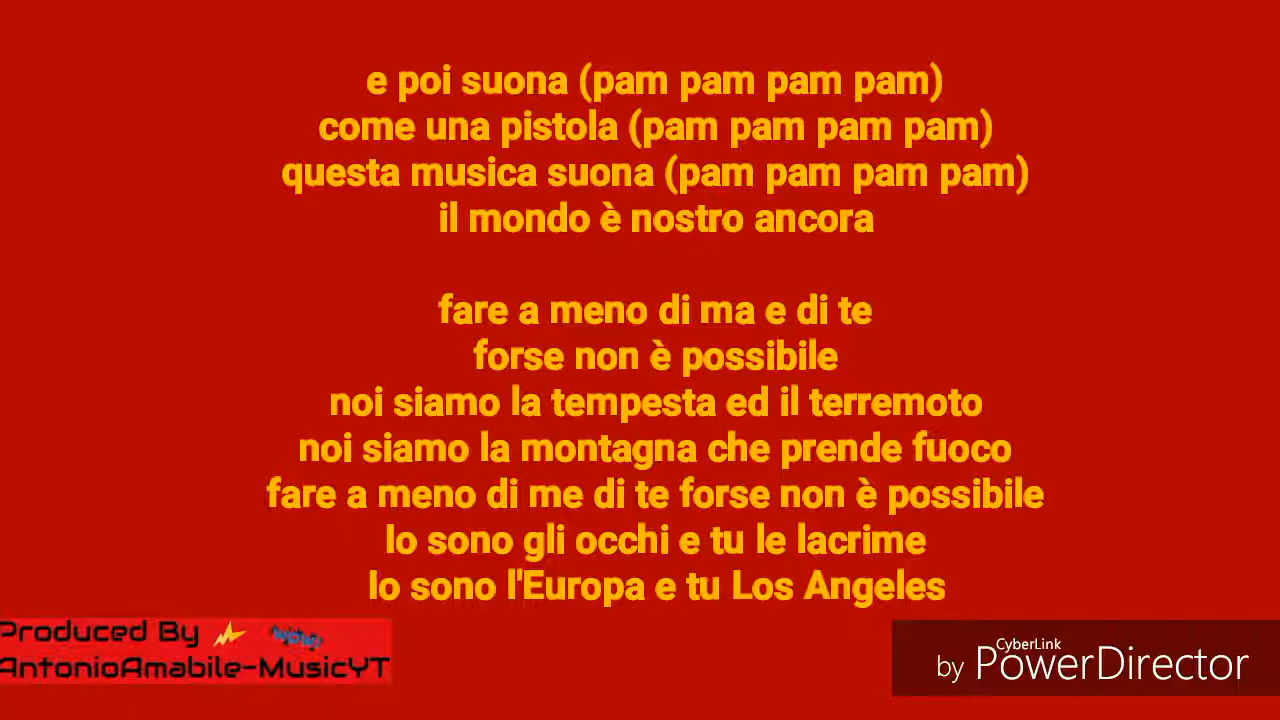 e poi suona (pam pam pam pam)
come una pistola (pam pam pam pam)
questa musica suona (pam pam pam pam)
il mondo è nostro ancora
fare a meno di ma e di te
forse non è possibile
noi siamo la tempesta ed il terremoto
noi siamo la montagna che prende fuoco
fare a meno di me di te forse non è possibile
Io sono gli occhi e tu le lacrime
Io sono l'Europa e tu Los Angeles
Produced By ⚡ WOW!
AntonioAmabile-MusicYT
CyberLink
by PowerDirector